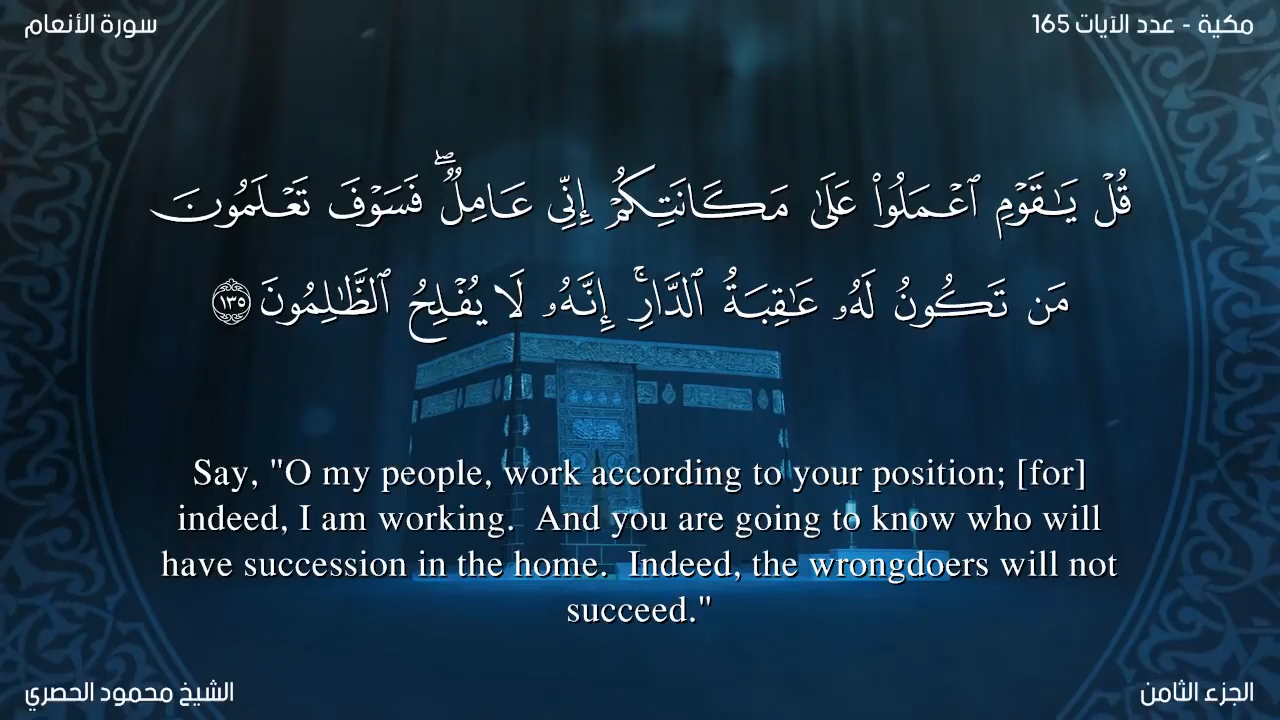 سورة الأنعام
مكية - عدد الآيات 165
قُلْ يَـٰقَوْمِ ٱعْمَلُوا۟ عَلَىٰ مَكَانَتِكُمْ إِنِّى عَامِلٌۭ ۖ فَسَوْفَ تَعْلَمُونَ
مَن تَكُونُ لَهُۥ عَـٰقِبَةُ ٱلدَّارِ ۗ إِنَّهُۥ لَا يُفْلِحُ ٱلظَّـٰلِمُونَ ١٣٥
Say, "O my people, work according to your position; [for]
indeed, I am working.  And you are going to know who will
have succession in the home.  Indeed, the wrongdoers will not
succeed."
الشيخ محمود الحصري
الجزء الثامن